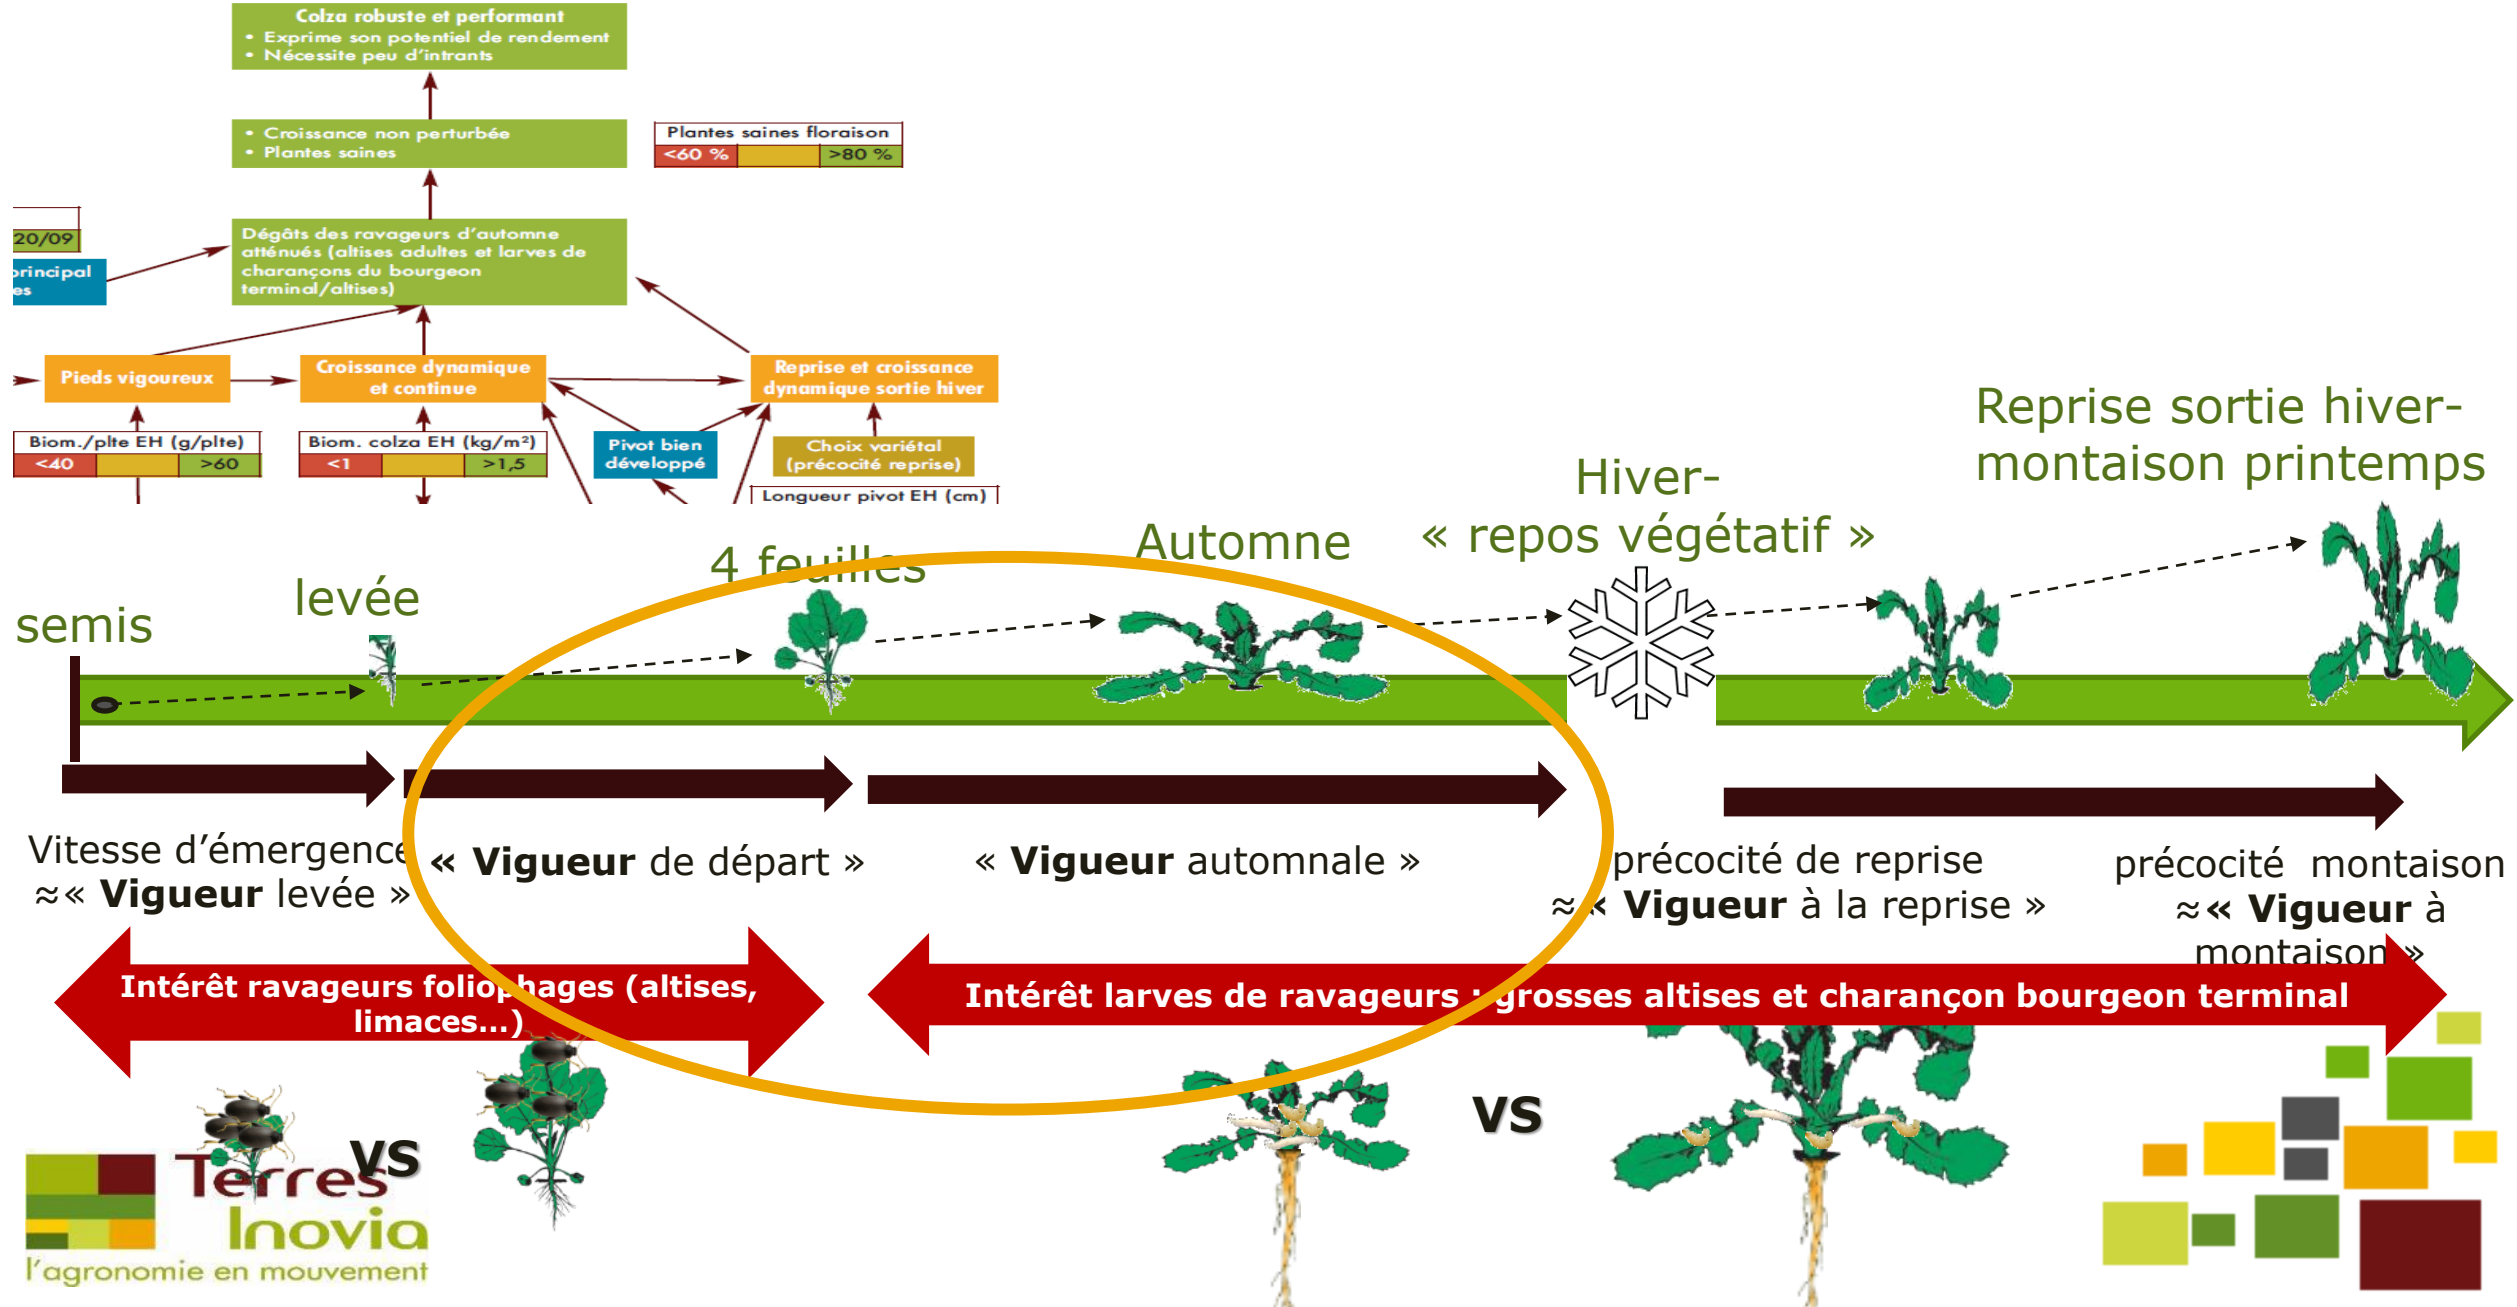 Colza robuste et performant
• Exprime son potentiel de rendement
• Nécessite peu d'intrants
• Croissance non perturbée
• Plantes saines
Plantes saines floraison
<60 % >80 %
20/09
principal
es
Dégâts des ravageurs d'automne
atténués (altises adultes et larves de
charançons du bourgeon
terminal/altises)
Pieds vigoureux
Croissance dynamique
et continue
Reprise et croissance
dynamique sortie hiver
Biom./plte EH (g/plte)
<40 >60
Biom. colza EH (kg/m²)
<1 >1,5
Pivot bien
développé
Choix variétal
(précocité reprise)
Longueur pivot EH (cm)
semis
levée
4 feuilles
Automne
Hiver-
« repos végétatif »
Reprise sortie hiver-
montaison printemps
Vitesse d'émergence
≈« Vigueur levée »
« Vigueur de départ »
« Vigueur automnale »
précocité de reprise
≈« Vigueur à la reprise »
précocité montaison
≈« Vigueur à
montaison »
Intérêt ravageurs foliophages (altises,
limaces...)
Intérêt larves de ravageurs : grosses altises et charançon bourgeon terminal
vs
vs
Terres
Inovia
l'agronomie en mouvement